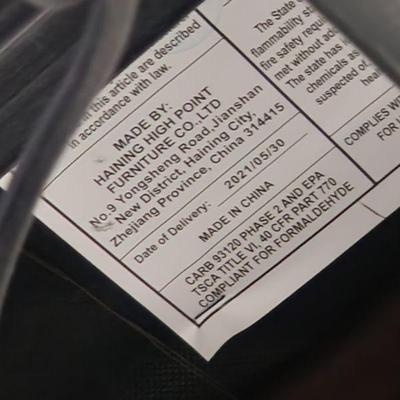 in this article are described
in accordance with law.
MADE BY:
HAINING HIGH POINT
FURNITURE CO.,LTD
No.9 Yongsheng Road,Jianshan
New District, Haining City,
Zhejiang Province, China 314415
Date of Delivery: 2021/05/30
MADE IN CHINA
CARB 93120 PHASE 2 AND EPA
TSCA TITLE VI, 40 CFR PART 770
COMPLIANT FOR FORMALDEHYDE
The State
flammability
fire safety
met without
The state has
chemicals as
suspected of
COMPLIES
FOR